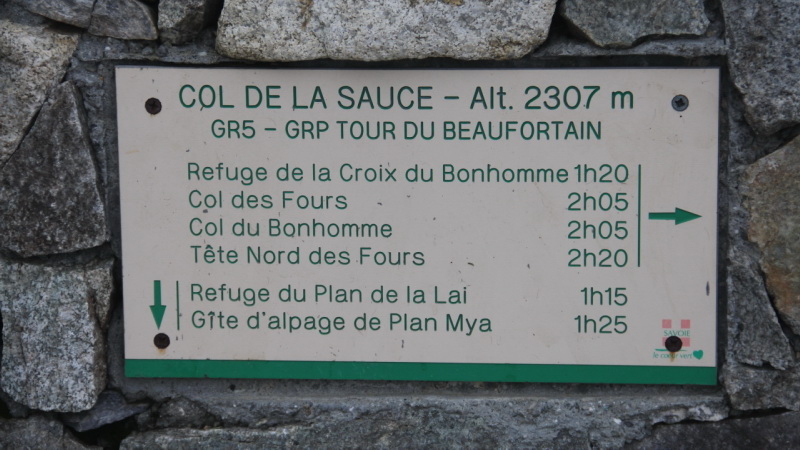 COL DE LA SAUCE – Alt. 2307 m
GR5 – GRP TOUR DU BEAUFORTAIN
Refuge de la Croix du Bonhomme 1h20
Col des Fours 2h05
Col du Bonhomme 2h05
Tête Nord des Fours 2h20
Refuge du Plan de la Lai 1h15
Gîte d'alpage de Plan Mya 1h25
SAVOIE